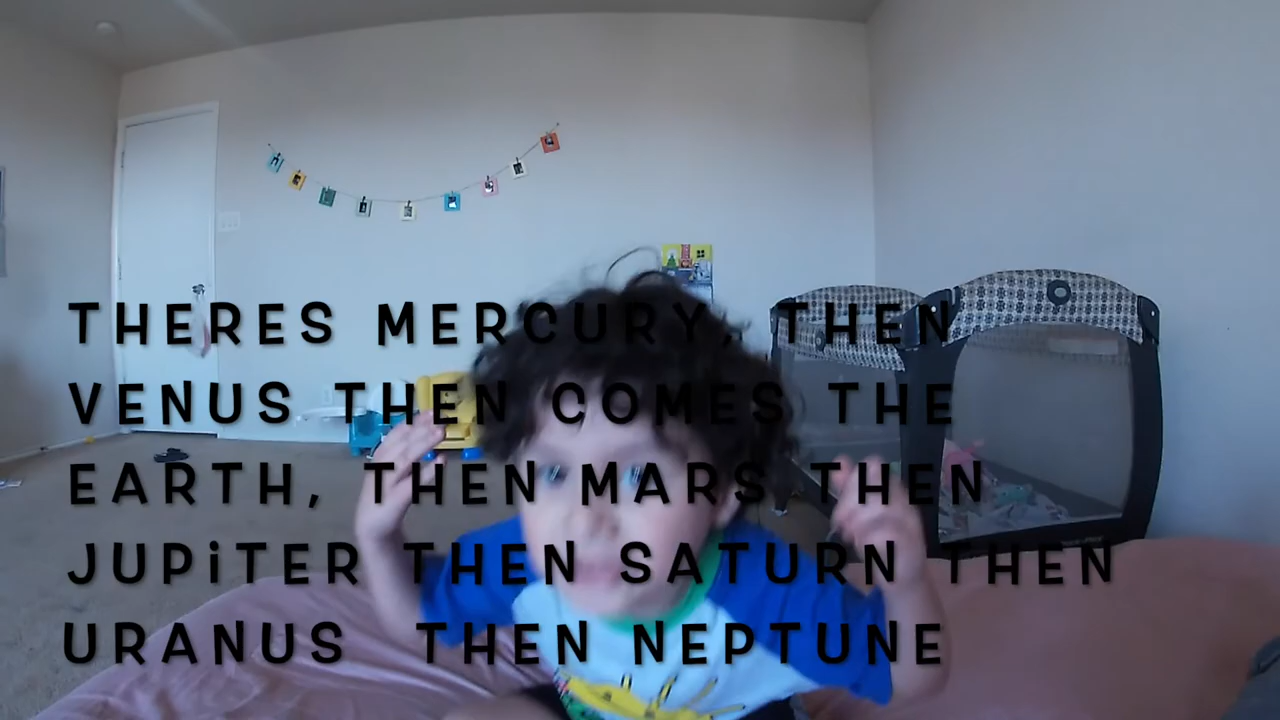 THERES MERCURY, THEN
VENUS THEN COMES THE
EARTH, THEN MARS THEN
JUPiTER THEN SATURN THEN
URANUS THEN NEPTUNE